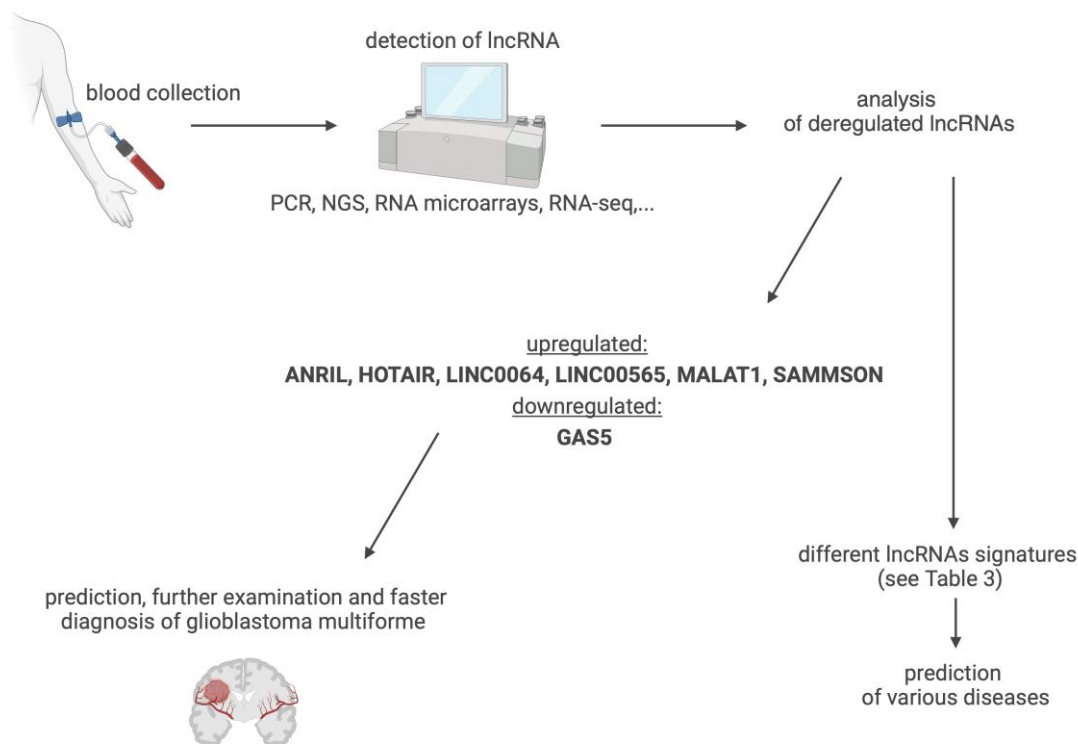 blood collection
detection of lncRNA
PCR, NGS, RNA microarrays, RNA-seq,...
analysis
of deregulated lncRNAs
upregulated:
ANRIL, HOTAIR, LINC0064, LINC00565, MALAT1, SAMMSON
downregulated:
GAS5
prediction, further examination and faster
diagnosis of glioblastoma multiforme
different lncRNAs signatures
(see Table 3)
prediction
of various diseases